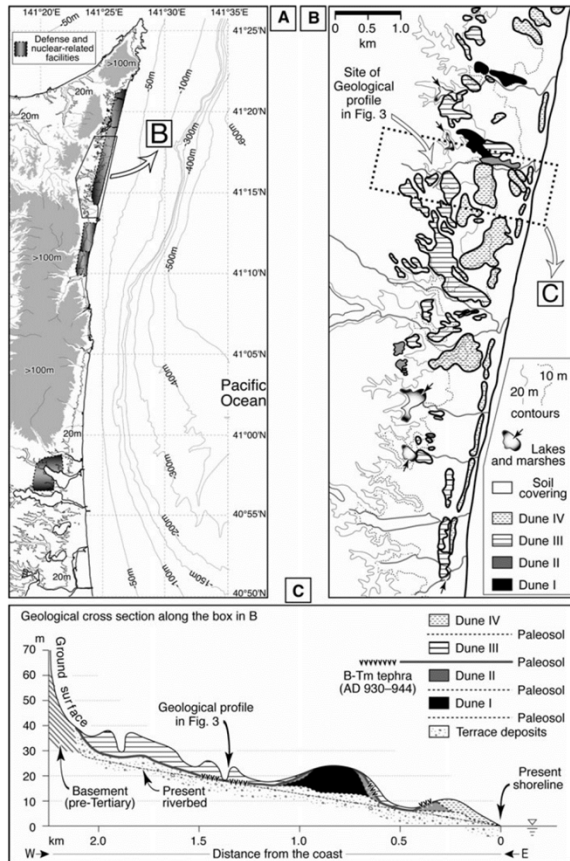 141°20'E
141°25'E
141°30'E
141°35'E
A
B
-50m
Defense and
nuclear-related
facilities
>100m
20m
20m
-50m
-100m
-300m
-400m
-600m
-500m
41°20'N
41°15'N
41°10'N
41°05'N
41°00'N
40°55'N
40°50'N
B
>100m
>100m
20m
20m
-400m
-300m
-200m
-150m
-100m
-50m
Pacific
Ocean
0
0.5
1.0
km
Site of
Geological
profile
in Fig. 3
C
10 m
20 m
contours
Lakes
and marshes
Soil
covering
Dune IV
Dune III
Dune II
Dune I
C
Geological cross section along the box in B
m
70
60
50
40
30
20
10
0
Ground surface
Geological
profile
in Fig. 3
B-Tm tephra
(AD 930–944)
Dune IV
Paleosol
Dune III
Paleosol
Dune II
Paleosol
Dune I
Paleosol
Terrace deposits
Present
shoreline
Basement
(pre-Tertiary)
Present
riverbed
km
2.0
1.5
1.0
0.5
0
W
Distance from the coast
E